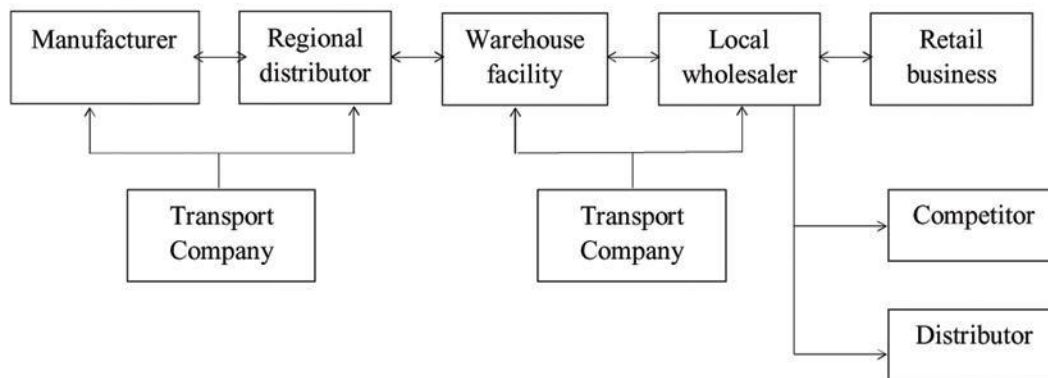 Manufacturer
Regional
distributor
Warehouse
facility
Local
wholesaler
Retail
business
Transport
Company
Transport
Company
Competitor
Distributor